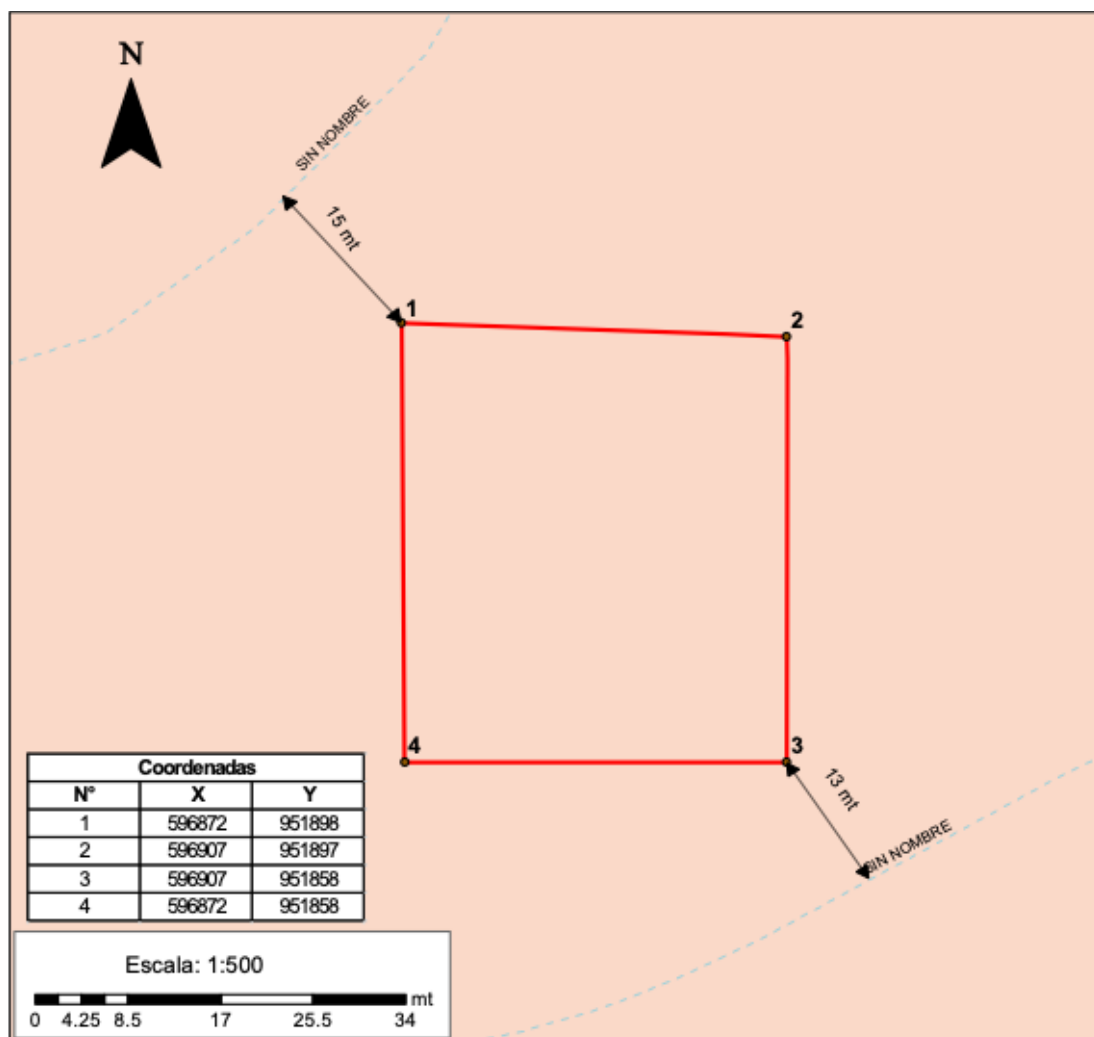 N
SIN NOMBRE
15 mt
1
2
4
3
13 mt
SIN NOMBRE
Coordenadas
N° X Y
1 596872 951898
2 596907 951897
3 596907 951858
4 596872 951858
Escala: 1:500
mt
0 4.25 8.5 17 25.5 34